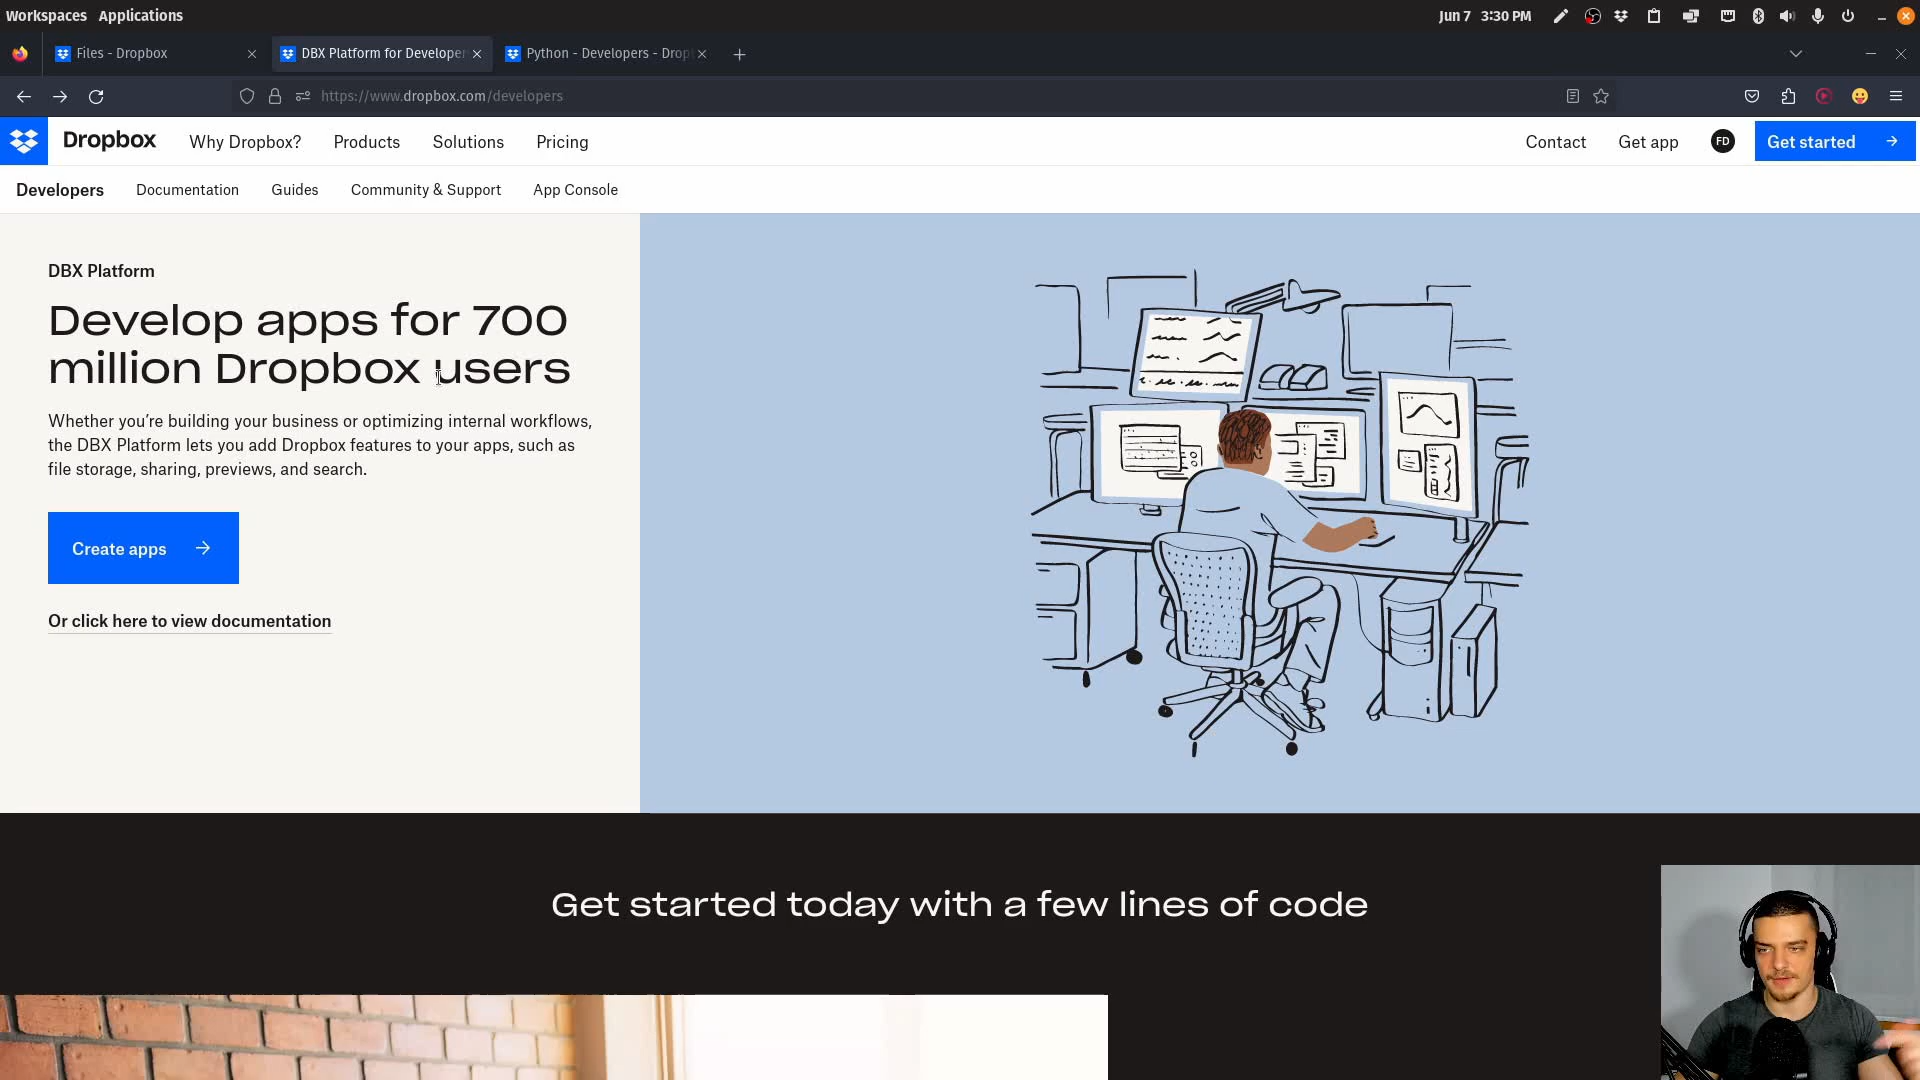 Workspaces Applications
Jun 7 3:30 PM
Files - Dropbox
DBX Platform for Developer
Python - Developers - Drop
https://www.dropbox.com/developers
Dropbox
Why Dropbox?
Products
Solutions
Pricing
Contact
Get app
FD
Get started
Developers
Documentation
Guides
Community & Support
App Console
DBX Platform
Develop apps for 700
million Dropbox users
Whether you’re building your business or optimizing internal workflows,
the DBX Platform lets you add Dropbox features to your apps, such as
file storage, sharing, previews, and search.
Create apps
Or click here to view documentation
Get started today with a few lines of code